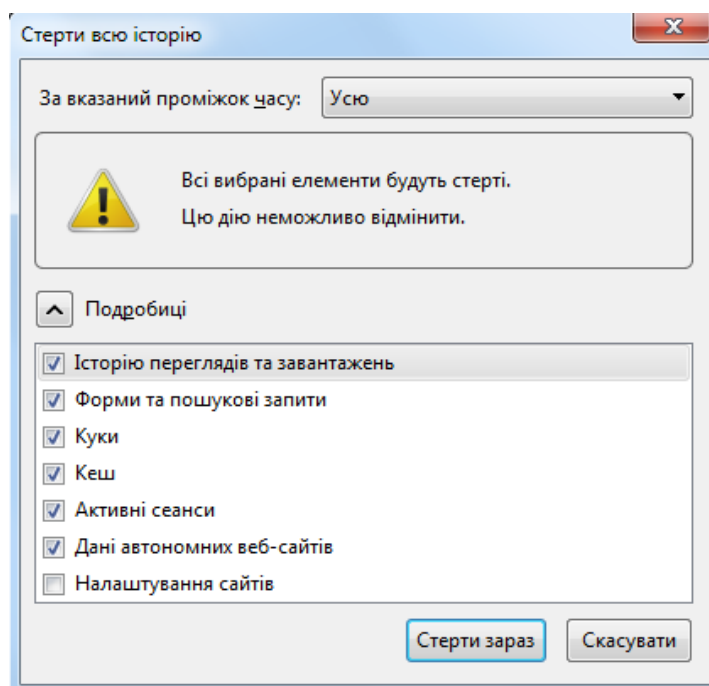 Стерти всю історію
За вказаний проміжок часу: Усю
Всі вибрані елементи будуть стерті.
Цю дію неможливо відмінити.
Подробиці
Історію переглядів та завантажень
Форми та пошукові запити
Куки
Кеш
Активні сеанси
Дані автономних веб-сайтів
Налаштування сайтів
Стерти зараз Скасувати